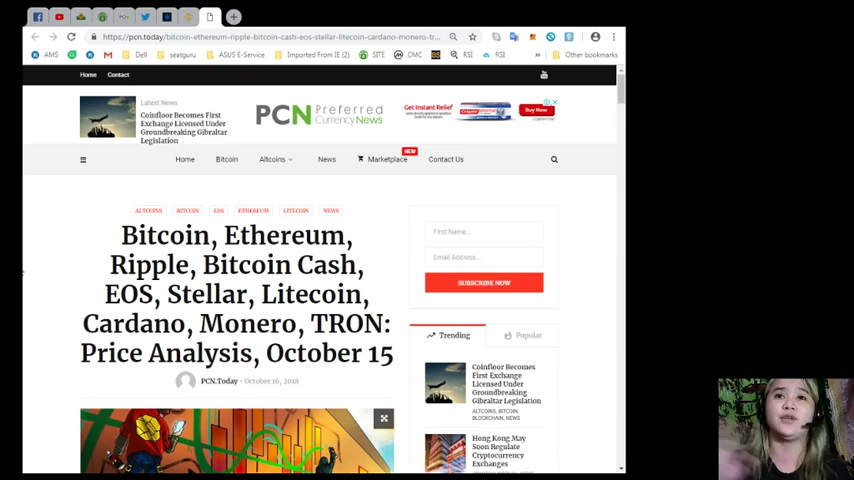 https://pcn.today/bitcoin-ethereum-ripple-bitcoin-cash-eos-stellar-litecoin-cardano-monero-tr...
AMS
Dell
seatguru
ASUS E-Service
Imported From IE (2)
SITE
CMC
RSI
RSI
»
Other bookmarks
Home
Contact
Latest News
Coinfloor Becomes
First Exchange
Licensed Under
Groundbreaking Gibraltar
Legislation
PCN Preferred
Currency News
Get Instant Relief
Buy Now
Home
Bitcoin
Altcoins
News
Marketplace
NEW
Contact Us
ALTCOINS
BITCOIN
EOS
ETHEREUM
LITECOIN
NEWS
Bitcoin, Ethereum,
Ripple, Bitcoin Cash,
EOS, Stellar, Litecoin,
Cardano, Monero, TRON:
Price Analysis, October 15
PCN.Today - October 16, 2018
First Name...
Email Address...
SUBSCRIBE NOW
Trending
Popular
Coinfloor Becomes
First Exchange
Licensed Under
Groundbreaking
Gibraltar Legislation
ALTCOINS, BITCOIN,
BLOCKCHAIN, NEWS
Hong Kong May
Soon Regulate
Cryptocurrency
Exchanges